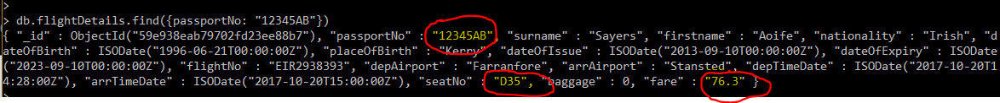 >
> db.flightDetails.find({passportNo: "12345AB"})
{ "_id" : ObjectId("59e938eab79702fd23ee88b7"), "passportNo" : "12345AB", "surname" : "Sayers", "firstname" : "Aoife", "nationality" : "Irish", "d
ateOfBirth" : ISODate("1996-06-21T00:00:00Z"), "placeOfBirth" : "Kerry", "dateOfIssue" : ISODate("2013-09-10T00:00:00Z"), "dateOfExpiry" : ISODate
("2023-09-10T00:00:00Z"), "flightNo" : "EIR2938393", "depAirport" : "Farranfore", "arrAirport" : "Stansted", "depTimeDate" : ISODate("2017-10-20T1
4:28:00Z"), "arrTimeDate" : ISODate("2017-10-20T15:00:00Z"), "seatNo" : "D35", "baggage" : 0, "fare" : "76.3" }
>